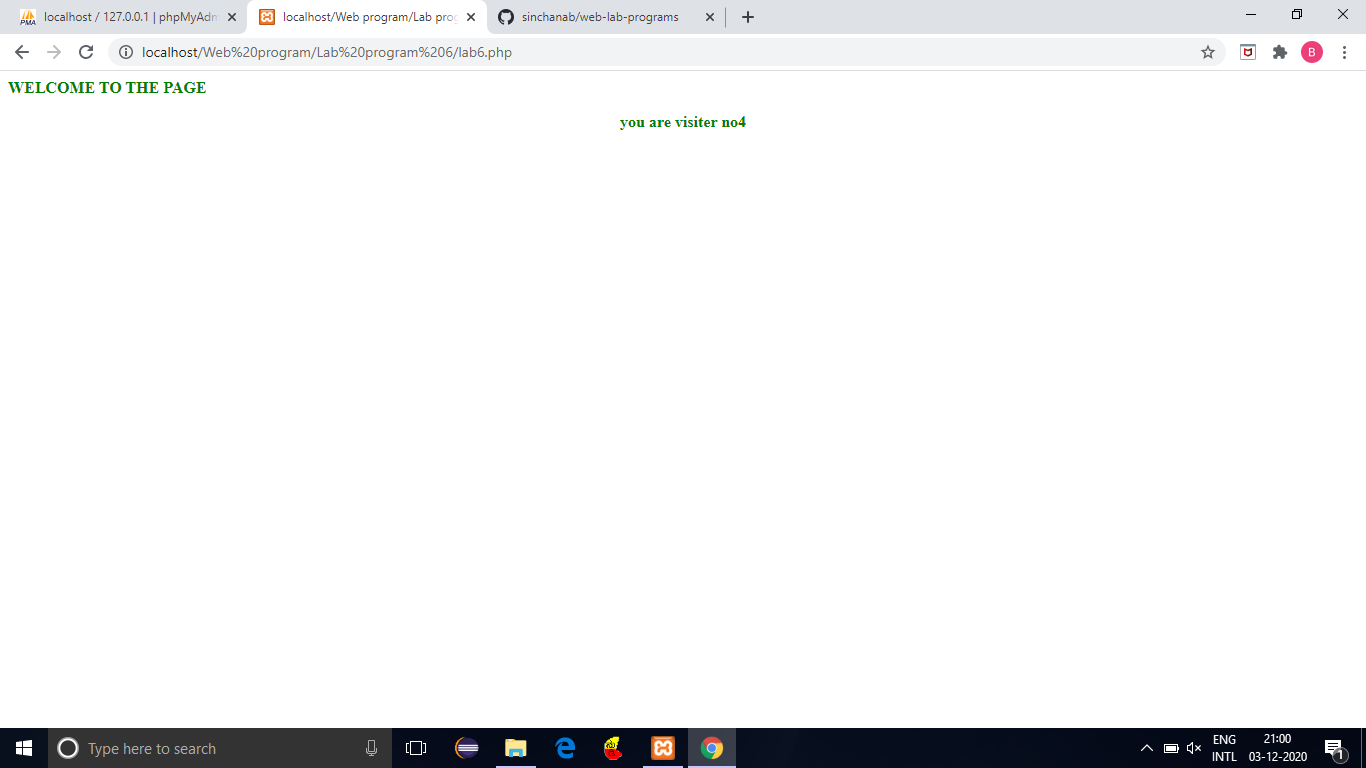 localhost / 127.0.0.1 | phpMyAdm
localhost/Web program/Lab prog
sinchanab/web-lab-programs
localhost/Web%20program/Lab%20program%206/lab6.php
B
WELCOME TO THE PAGE
you are visiter no4
Type here to search
ENG
INTL
21:00
03-12-2020
1